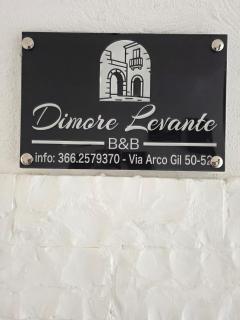 Dimore Levante
B&B
info: 366.2579370 - Via Arco Gil 50-52